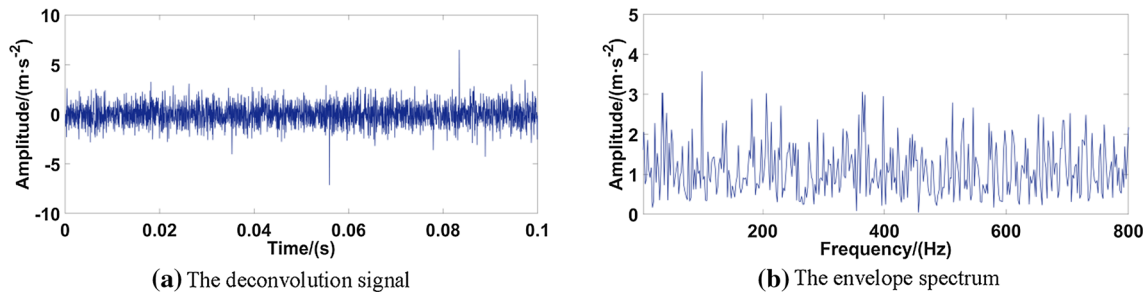 10
5
0
-5
-10
Amplitude/(m·s⁻²)
0 0.02 0.04 0.06 0.08 0.1
Time/(s)
(a) The deconvolution signal
5
4
3
2
1
0
Amplitude/(m·s⁻²)
200 400 600 800
Frequency/(Hz)
(b) The envelope spectrum